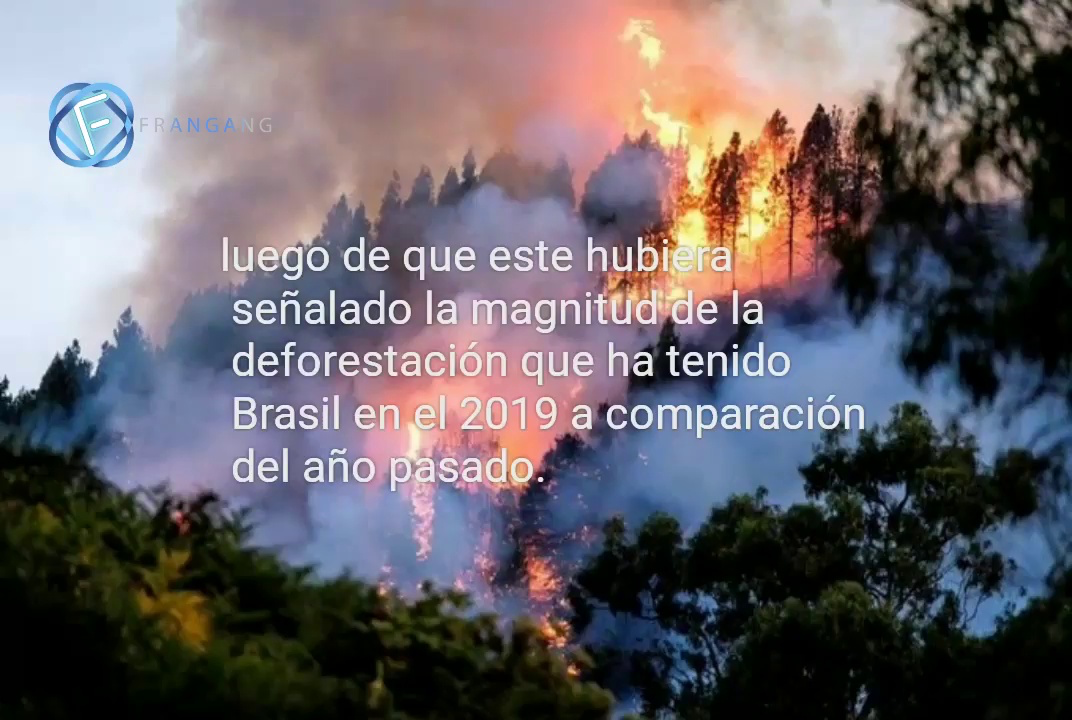 FRANGANG
luego de que este hubiera
señalado la magnitud de la
deforestación que ha tenido
Brasil en el 2019 a comparación
del año pasado.